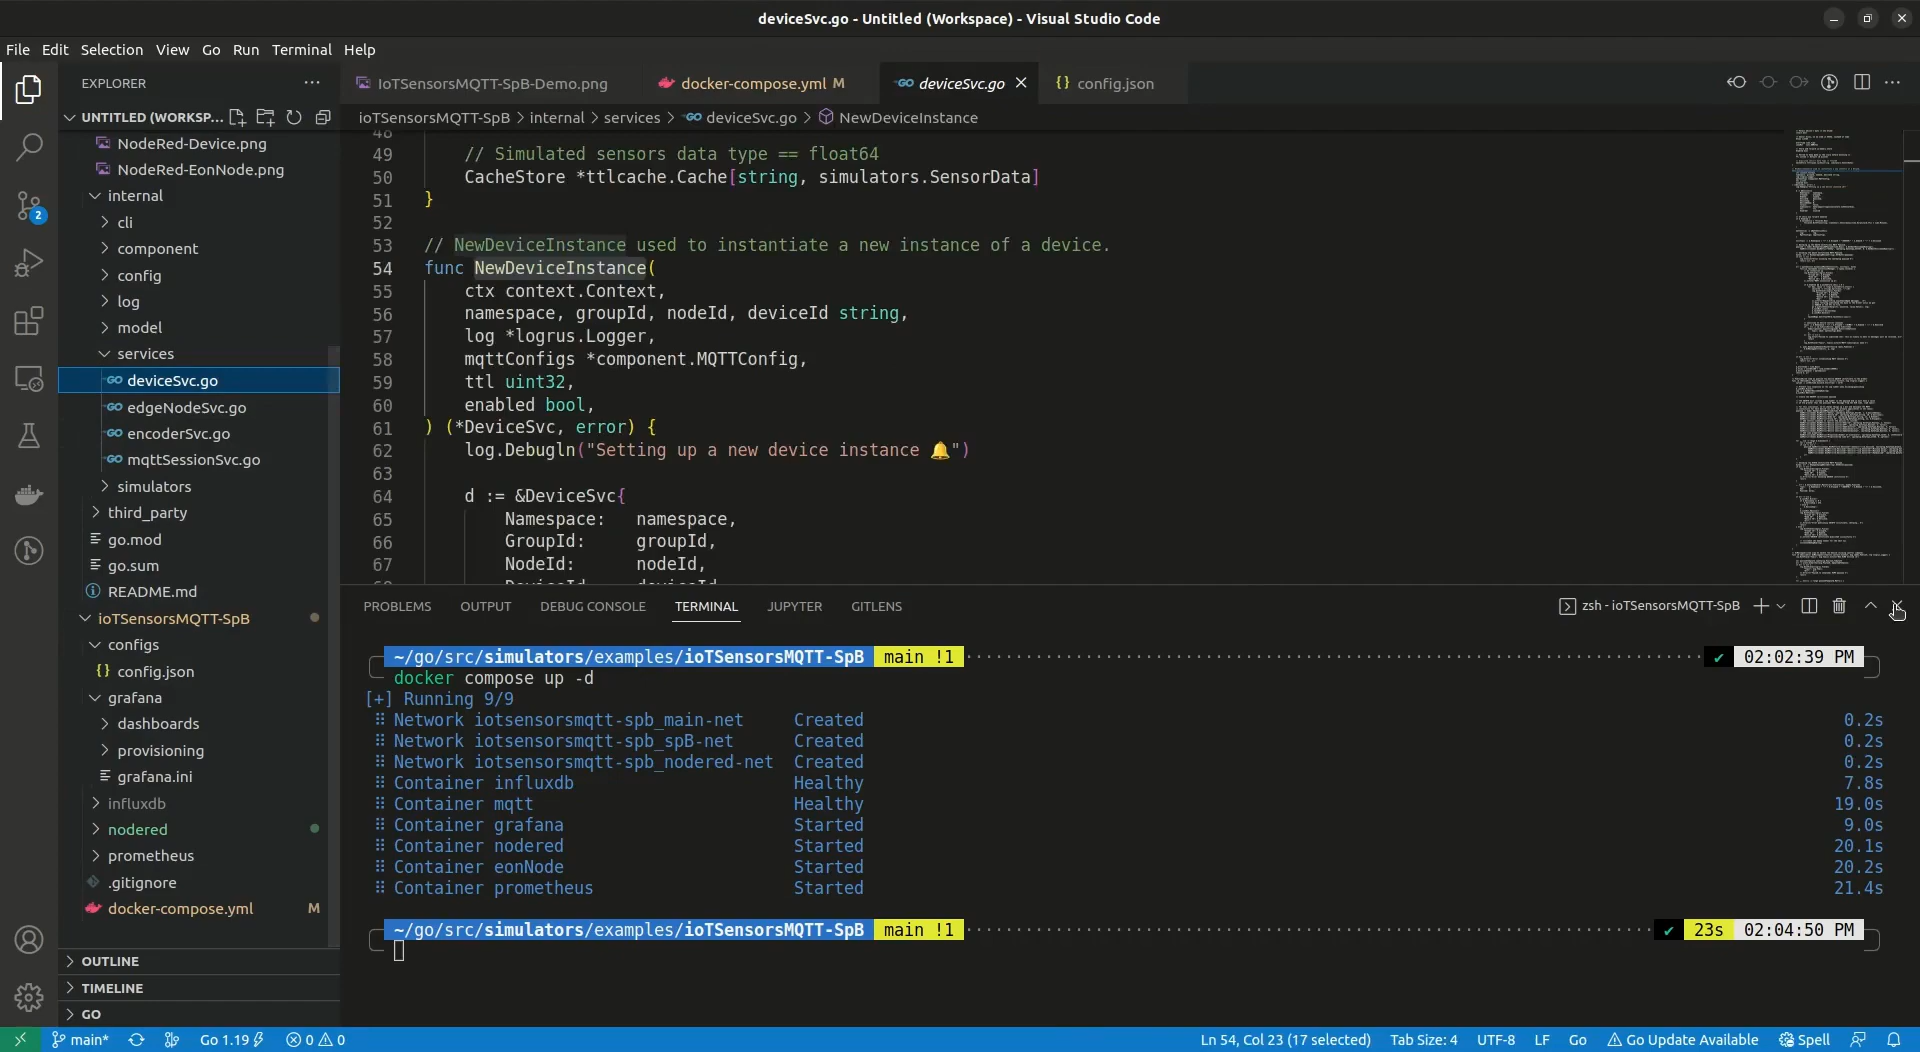 deviceSvc.go - Untitled (Workspace) - Visual Studio Code
File Edit Selection View Go Run Terminal Help
EXPLORER
UNTITLED (WORKSP...
NodeRed-Device.png
NodeRed-EonNode.png
internal
cli
component
config
log
model
services
deviceSvc.go
edgeNodeSvc.go
encoderSvc.go
mqttSessionSvc.go
simulators
third_party
go.mod
go.sum
README.md
ioTSensorsMQTT-SpB
configs
config.json
grafana
dashboards
provisioning
grafana.ini
influxdb
nodered
prometheus
.gitignore
docker-compose.yml M
OUTLINE
TIMELINE
GO
2
IoTSensorsMQTT-SpB-Demo.png docker-compose.yml M deviceSvc.go config.json
ioTSensorsMQTT-SpB > internal > services > deviceSvc.go > NewDeviceInstance
48
49 // Simulated sensors data type == float64
50 CacheStore *ttlcache.Cache[string, simulators.SensorData]
51 }
52
53 // NewDeviceInstance used to instantiate a new instance of a device.
54 func NewDeviceInstance(
55 ctx context.Context,
56 namespace, groupId, nodeId, deviceId string,
57 log *logrus.Logger,
58 mqttConfigs *component.MQTTConfig,
59 ttl uint32,
60 enabled bool,
61 ) (*DeviceSvc, error) {
62 log.Debugln("Setting up a new device instance 🔔")
63
64 d := &DeviceSvc{
65 Namespace: namespace,
66 GroupId: groupId,
67 NodeId: nodeId,
68 DeviceId: deviceId,
PROBLEMS OUTPUT DEBUG CONSOLE TERMINAL JUPYTER GITLENS
zsh - ioTSensorsMQTT-SpB
~/go/src/simulators/examples/ioTSensorsMQTT-SpB main !1 ✔ 02:02:39 PM
docker compose up -d
[+] Running 9/9
⠿ Network iotsensorsmqtt-spb_main-net Created 0.2s
⠿ Network iotsensorsmqtt-spb_spB-net Created 0.2s
⠿ Network iotsensorsmqtt-spb_nodered-net Created 0.2s
⠿ Container influxdb Healthy 7.8s
⠿ Container mqtt Healthy 19.0s
⠿ Container grafana Started 9.0s
⠿ Container nodered Started 20.1s
⠿ Container eonNode Started 20.2s
⠿ Container prometheus Started 21.4s
~/go/src/simulators/examples/ioTSensorsMQTT-SpB main !1 ✔ 23s 02:04:50 PM
main* Go 1.19 0 0 Ln 54, Col 23 (17 selected) Tab Size: 4 UTF-8 LF Go Go Update Available Spell